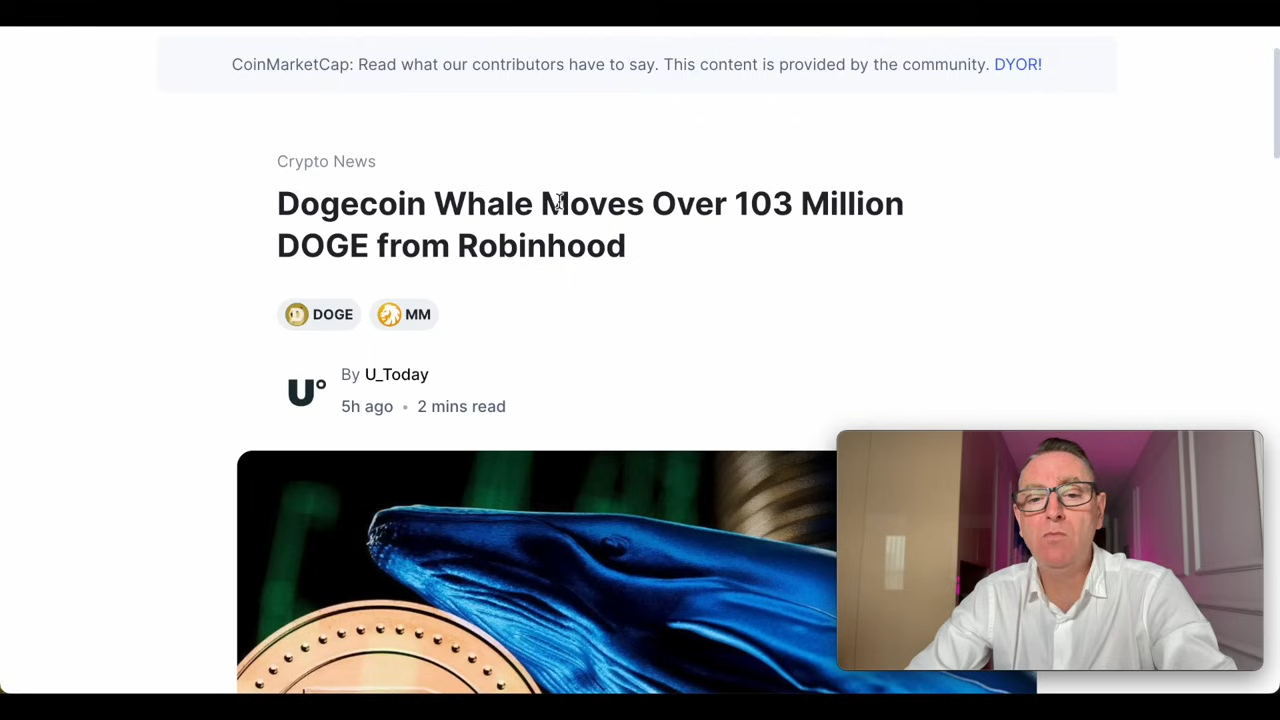 CoinMarketCap: Read what our contributors have to say. This content is provided by the community. DYOR!
Crypto News
Dogecoin Whale Moves Over 103 Million
DOGE from Robinhood
DOGE MM
U°
By U_Today
5h ago • 2 mins read